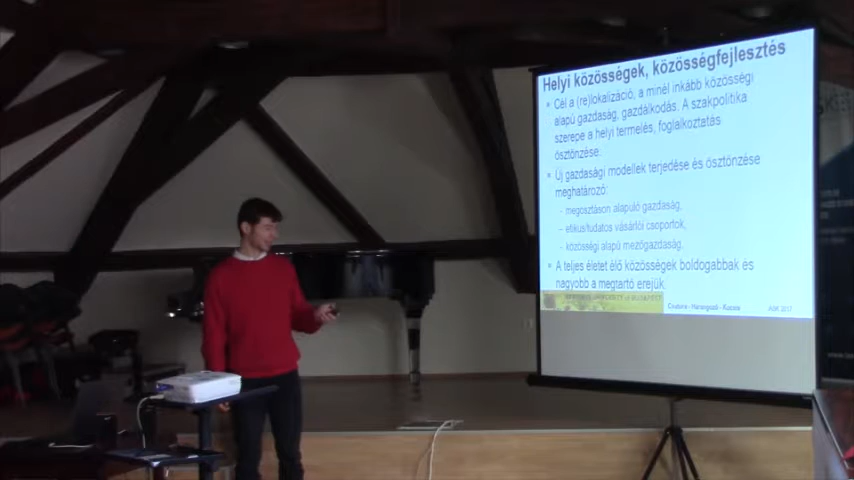 Helyi közösségek, közösségfejlesztés
• Cél a (re)lokalizáció, a minél inkább közösségi
alapú gazdaság, gazdálkodás. A szakpolitika
szerepe a helyi termelés, foglalkoztatás
ösztönzése.
• Új gazdasági modellek terjedése és ösztönzése
meghatározó:
– megosztáson alapuló gazdaság,
– etikus/tudatos vásárlói csoportok,
– közösségi alapú mezőgazdaság.
• A teljes életet élő közösségek boldogabbak és
nagyobb a megtartó erejük.